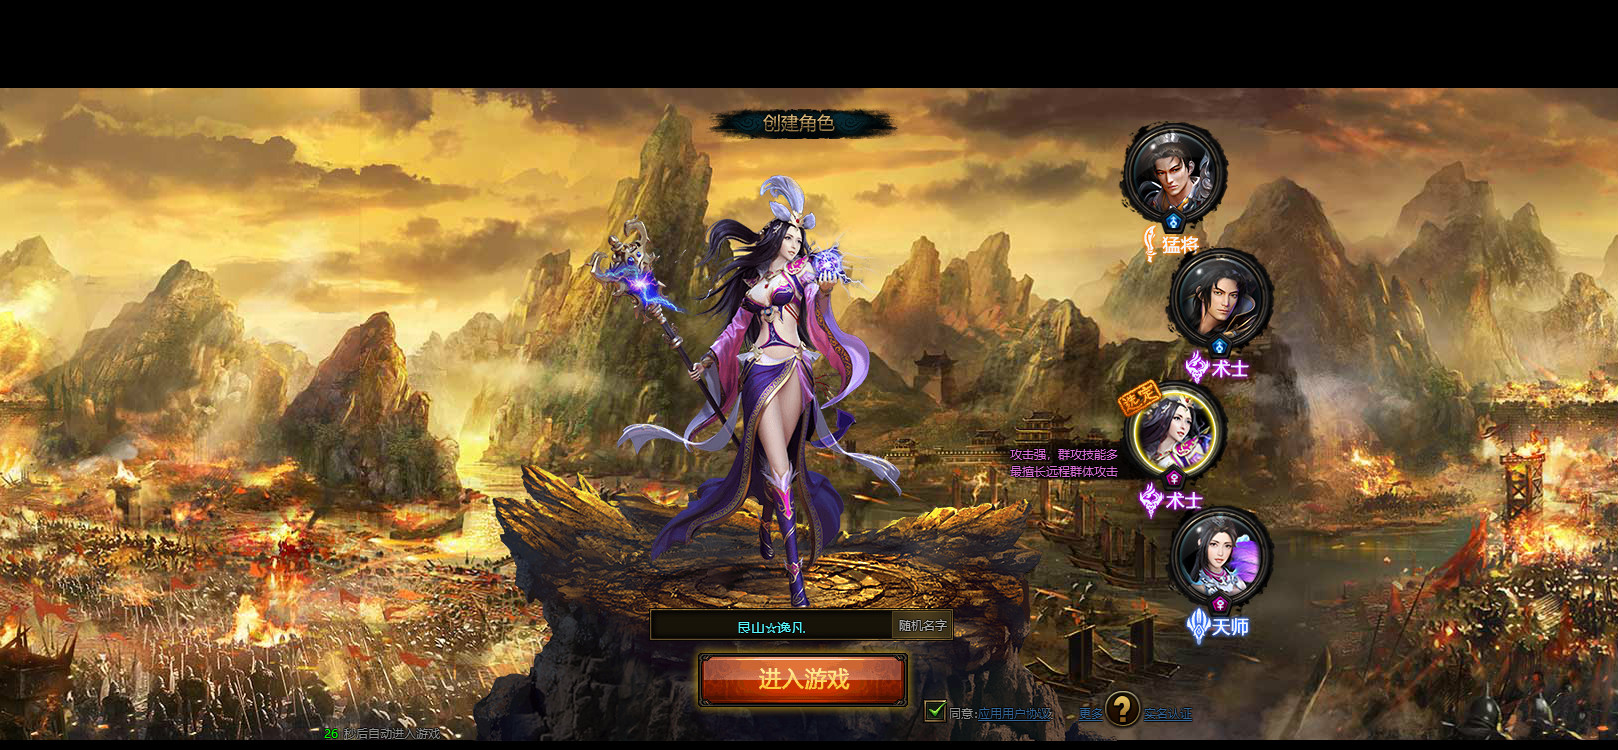 创建角色
猛将
术士
选定
攻击强，群攻技能多
最擅长远程群体攻击
术士
天师
艮山☆逸凡
随机名字
进入游戏
同意:应用用户协议
更多
?
实名认证
26 秒后自动进入游戏